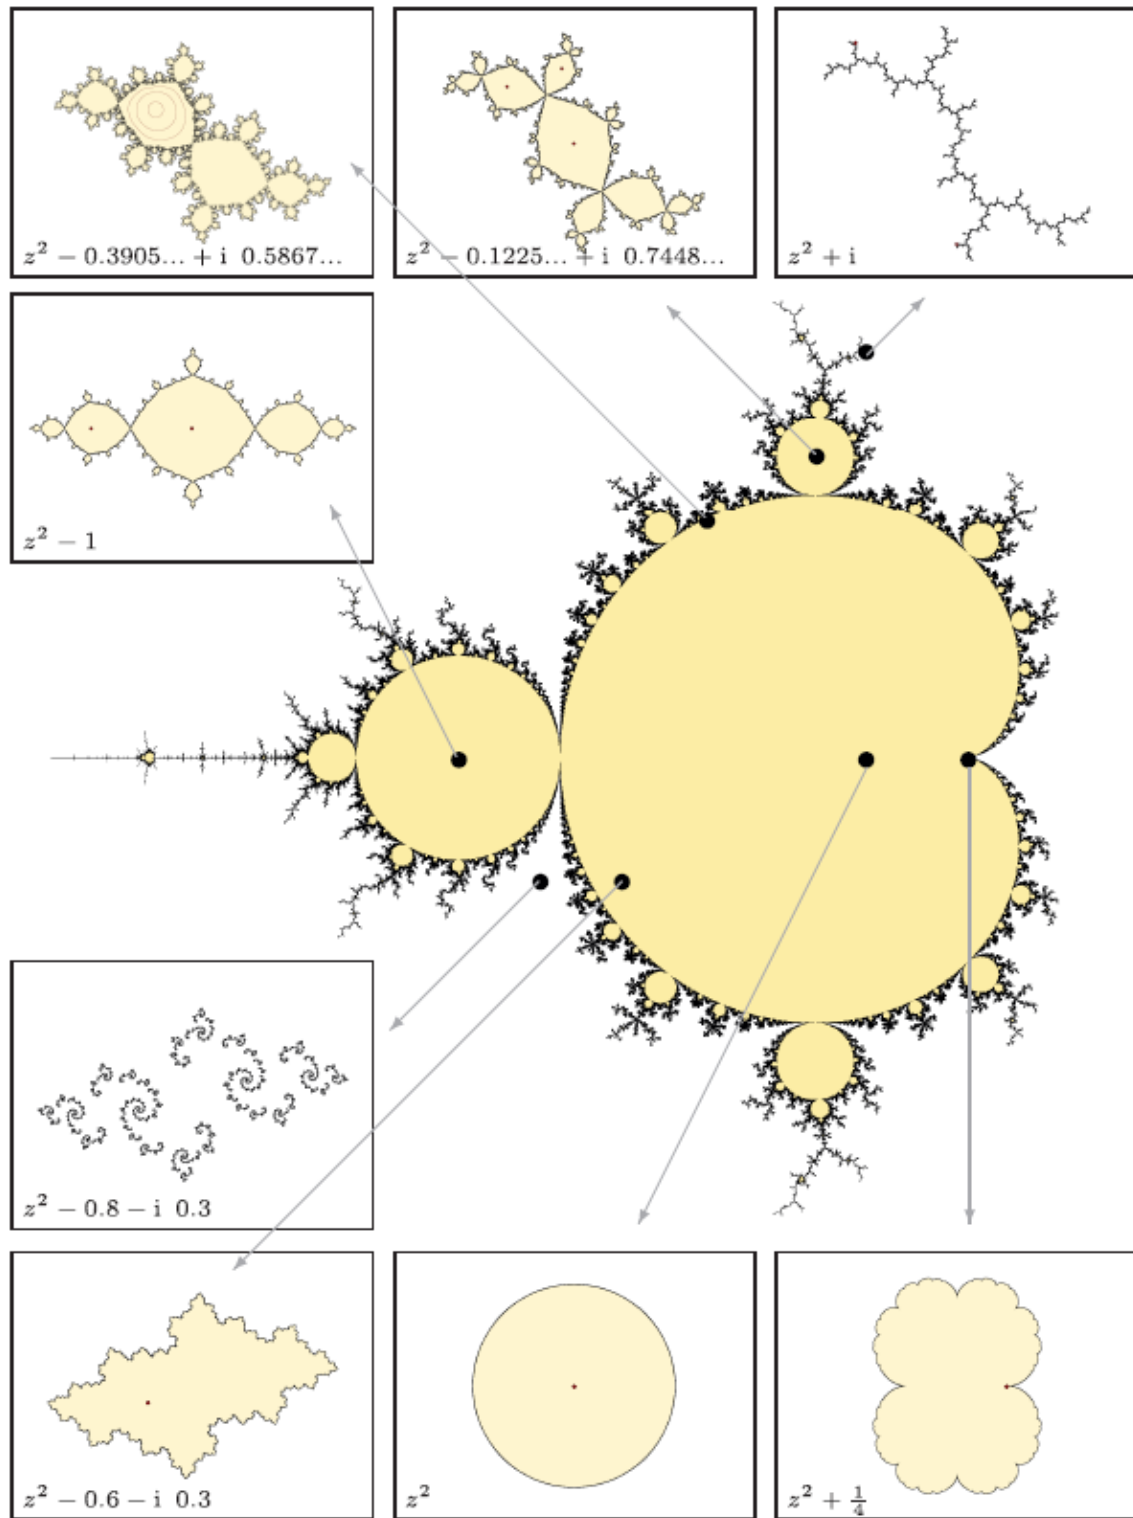 z² − 0.3905... + i 0.5867...
z² − 0.1225... + i 0.7448...
z² + i
z² − 1
z² − 0.8 − i 0.3
z² − 0.6 − i 0.3
z²
z² + 1/4